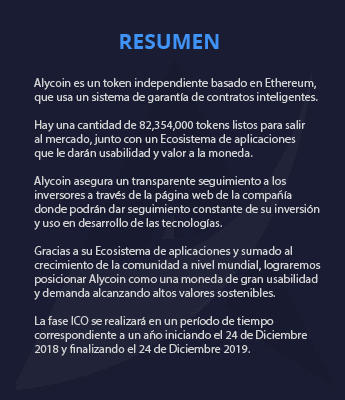 RESUMEN
Alycoin es un token independiente basado en Ethereum,
que usa un sistema de garantía de contratos inteligentes.
Hay una cantidad de 82,354,000 tokens listos para salir
al mercado, junto con un Ecosistema de aplicaciones
que le darán usabilidad y valor a la moneda.
Alycoin asegura un transparente seguimiento a los
inversores a través de la página web de la compañía
donde podrán dar seguimiento constante de su inversión
y uso en desarrollo de las tecnologías.
Gracias a su Ecosistema de aplicaciones y sumado al
crecimiento de la comunidad a nivel mundial, lograremos
posicionar Alycoin como una moneda de gran usabilidad
y demanda alcanzando altos valores sostenibles.
La fase ICO se realizará en un período de tiempo
correspondiente a un año iniciando el 24 de Diciembre
2018 y finalizando el 24 de Diciembre 2019.